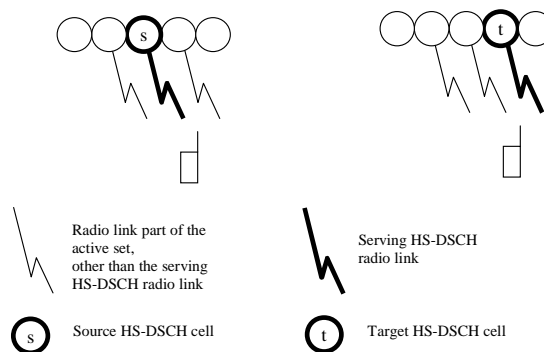 s
t
Radio link part of the
active set,
other than the serving
HS-DSCH radio link
Serving HS-DSCH
radio link
s
Source HS-DSCH cell
t
Target HS-DSCH cell